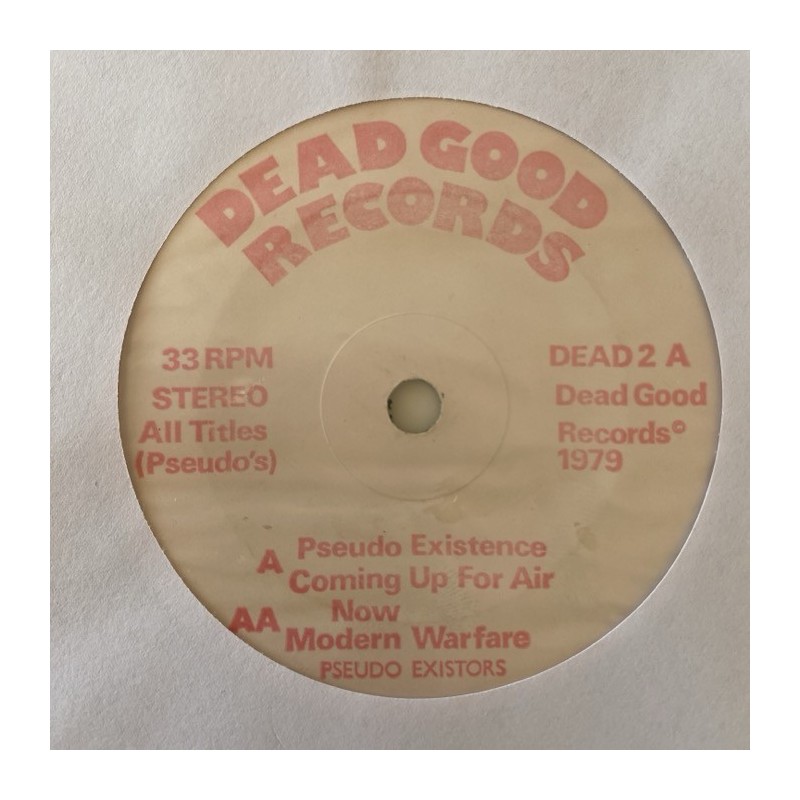 DEAD GOOD
RECORDS
33 RPM
STEREO
All Titles
(Pseudo's)
DEAD 2 A
Dead Good
Records©
1979
A Pseudo Existence
Coming Up For Air
AA Now
Modern Warfare
PSEUDO EXISTORS